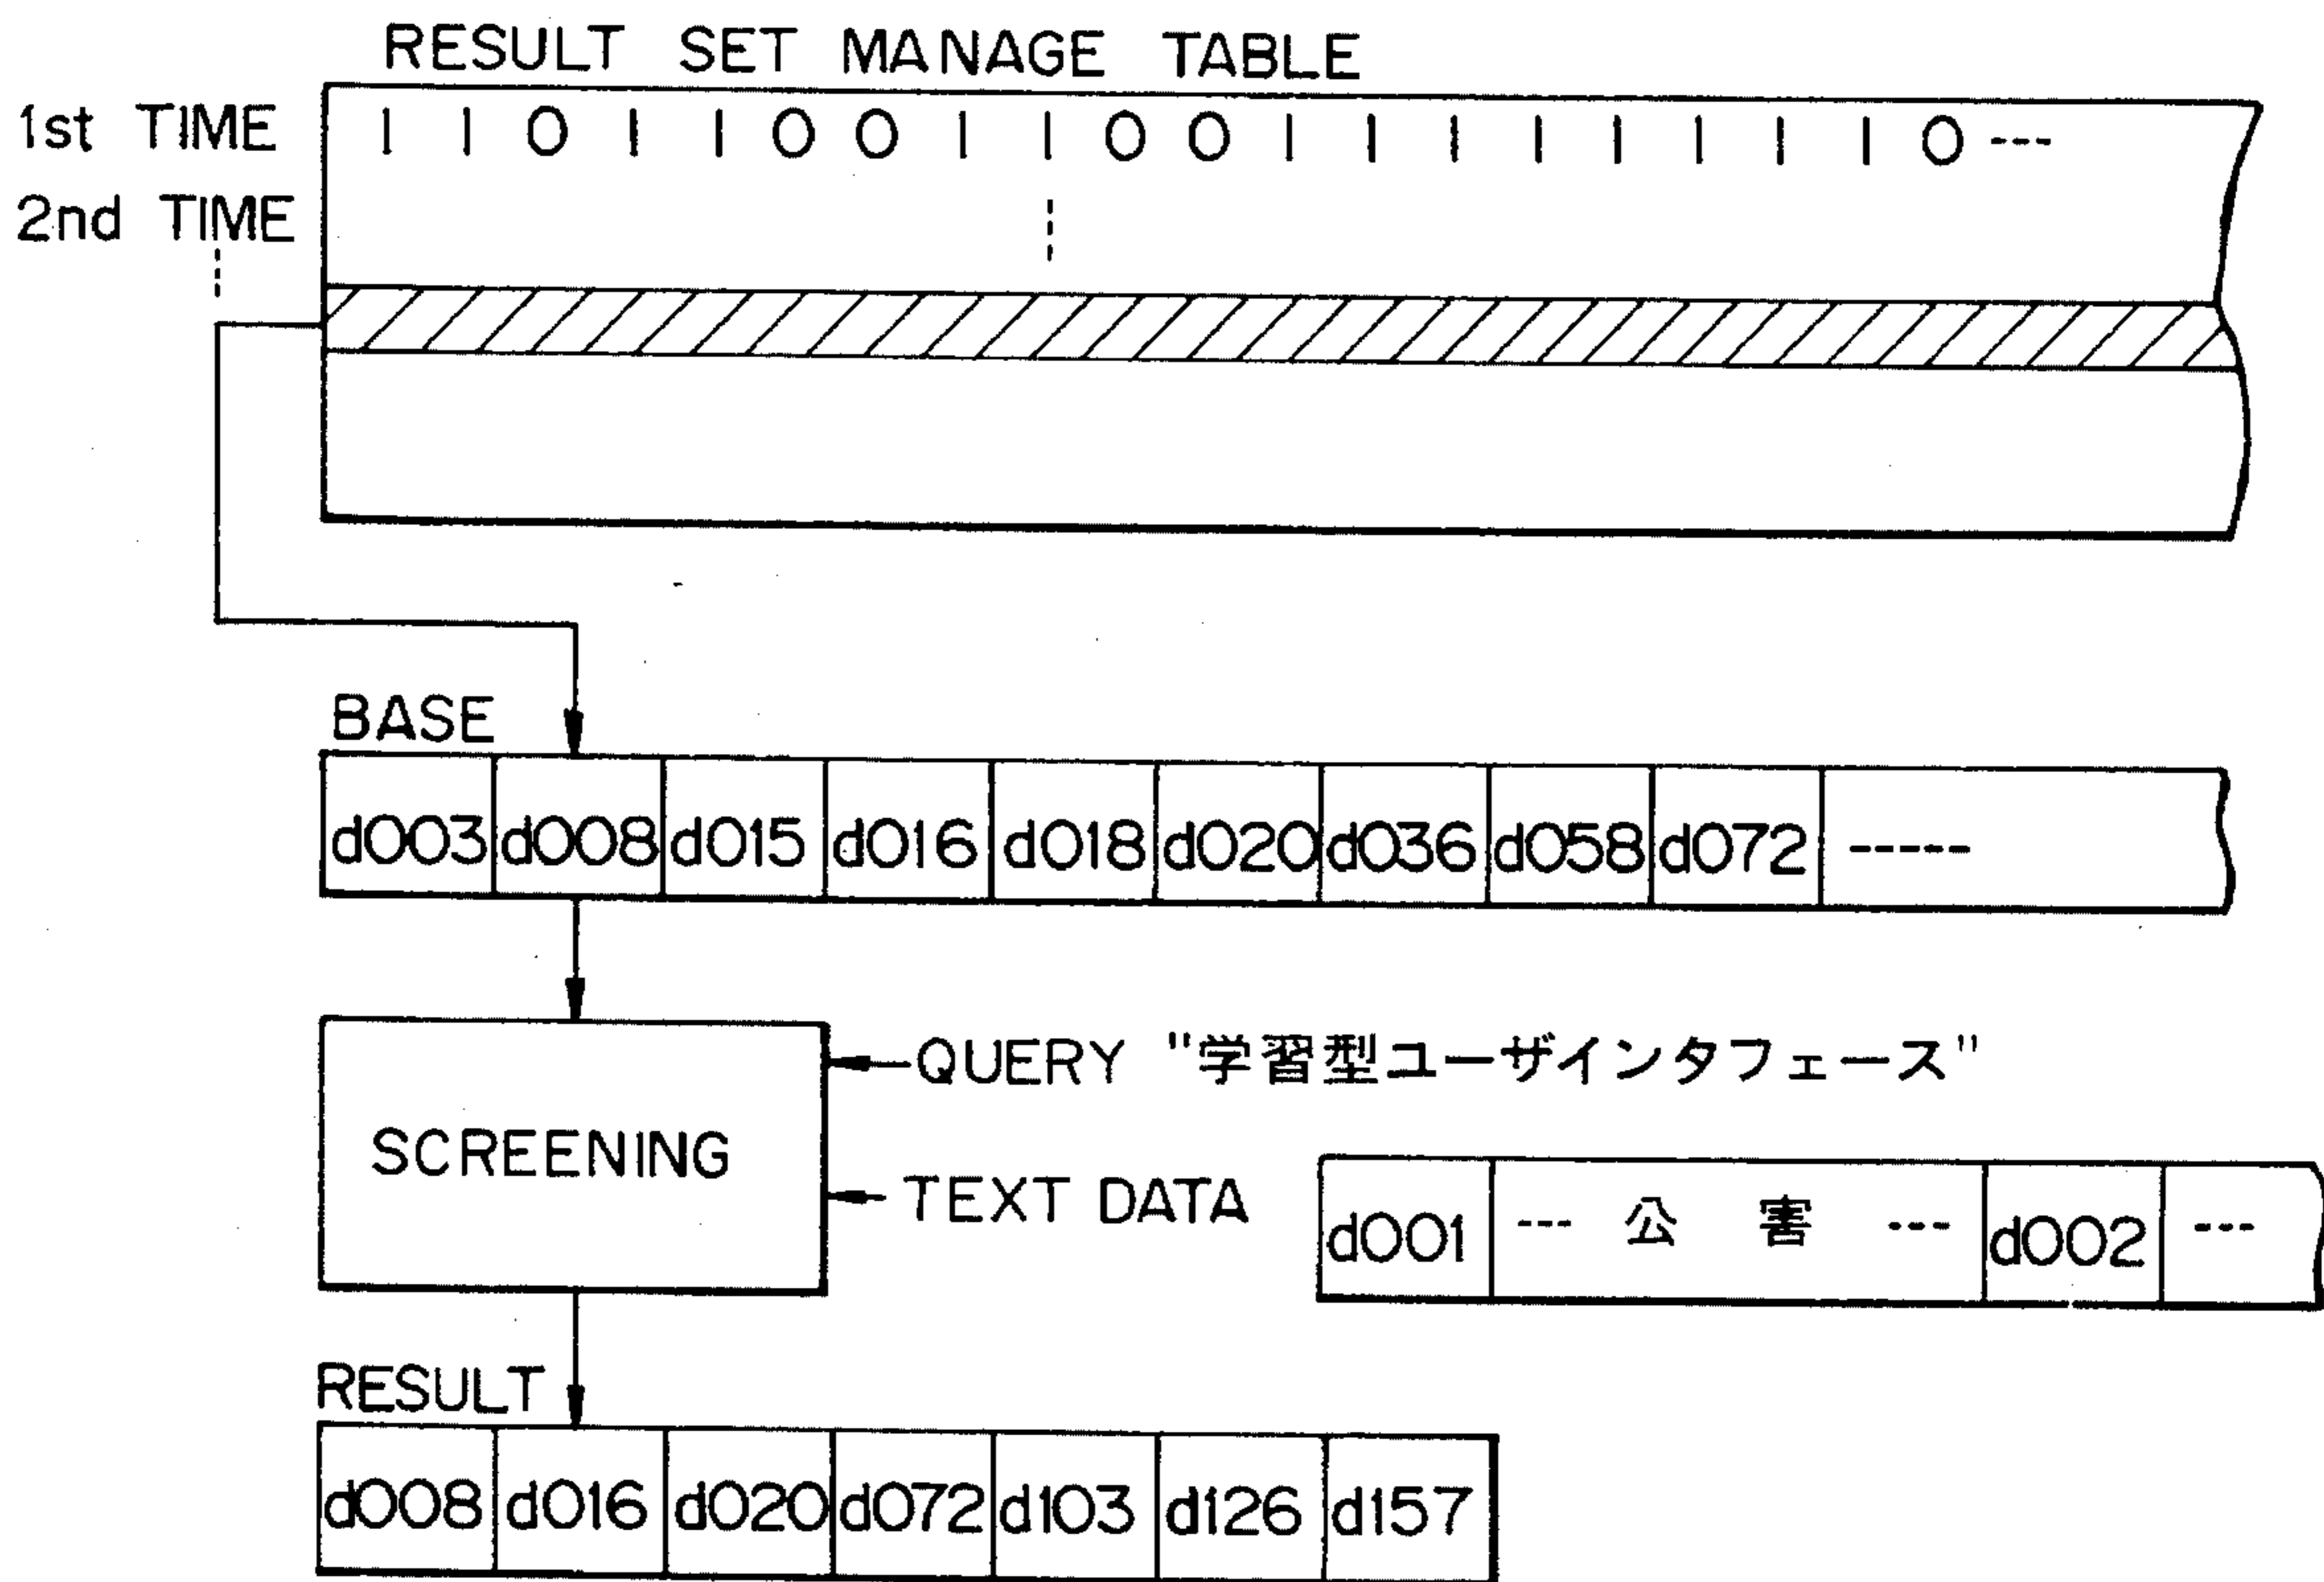 RESULT SET MANAGE TABLE
1st TIME 1 1 0 1 1 0 0 1 1 0 0 1 1 1 1 1 1 1 1 0 ---
2nd TIME
BASE
d003 d008 d015 d016 d018 d020 d036 d058 d072 -----
SCREENING
QUERY "学習型ユーザインタフェース"
TEXT DATA
d001 --- 公 害 --- d002 ---
RESULT
d008 d016 d020 d072 d103 d126 d157